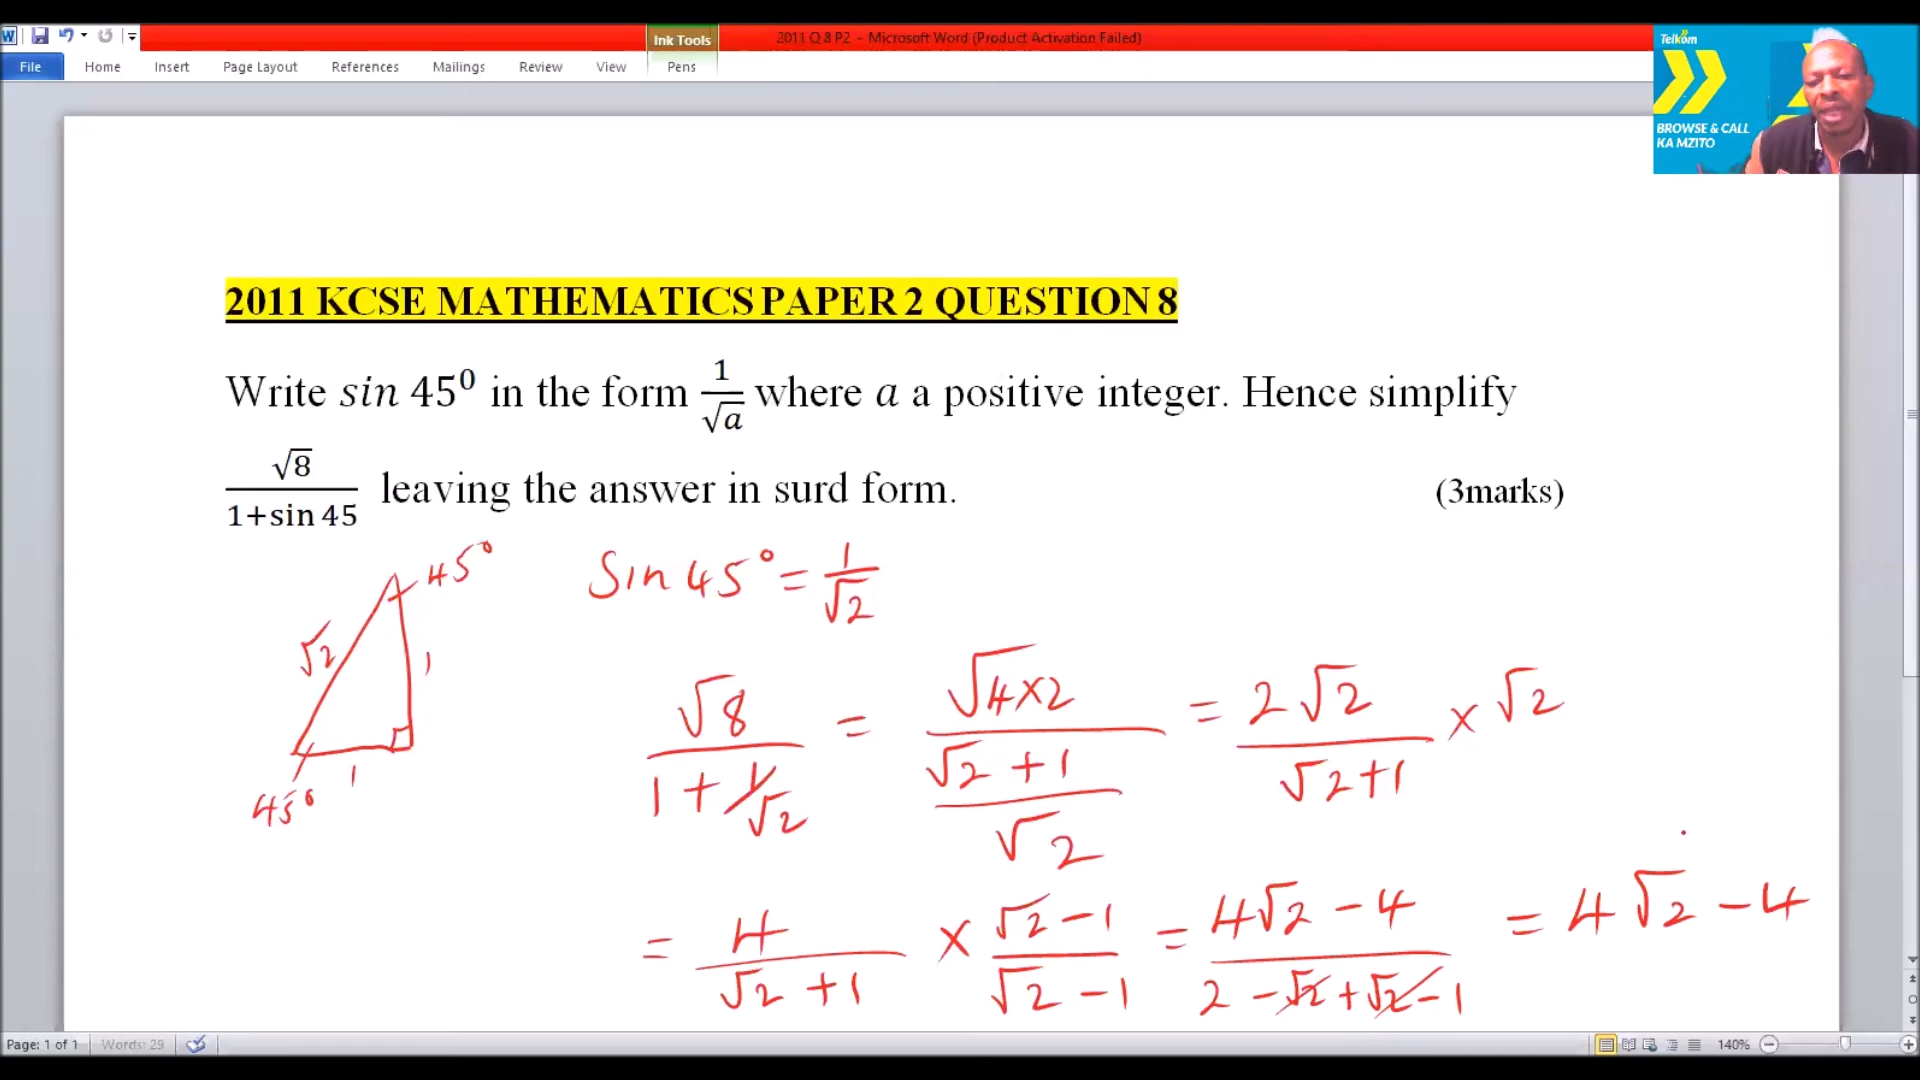 Ink Tools
2011 Q 8 P2 - Microsoft Word (Product Activation Failed)
File Home Insert Page Layout References Mailings Review View Pens
Telkom
BROWSE & CALL
KA MZITO
2011 KCSE MATHEMATICS PAPER 2 QUESTION 8
Write sin 45⁰ in the form 1/√a where a a positive integer. Hence simplify
√8/(1+sin 45) leaving the answer in surd form. (3marks)
45°
√2
1
1
45°
Sin 45° = 1/√2
√8/(1 + 1/√2) = √4×2/((√2 + 1)/√2) = 2√2/(√2+1) × √2
= 4/(√2 + 1) × (√2 - 1)/(√2 - 1) = (4√2 - 4)/(2 - √2 + √2 - 1) = 4√2 - 4
Page: 1 of 1 Words: 29 140%